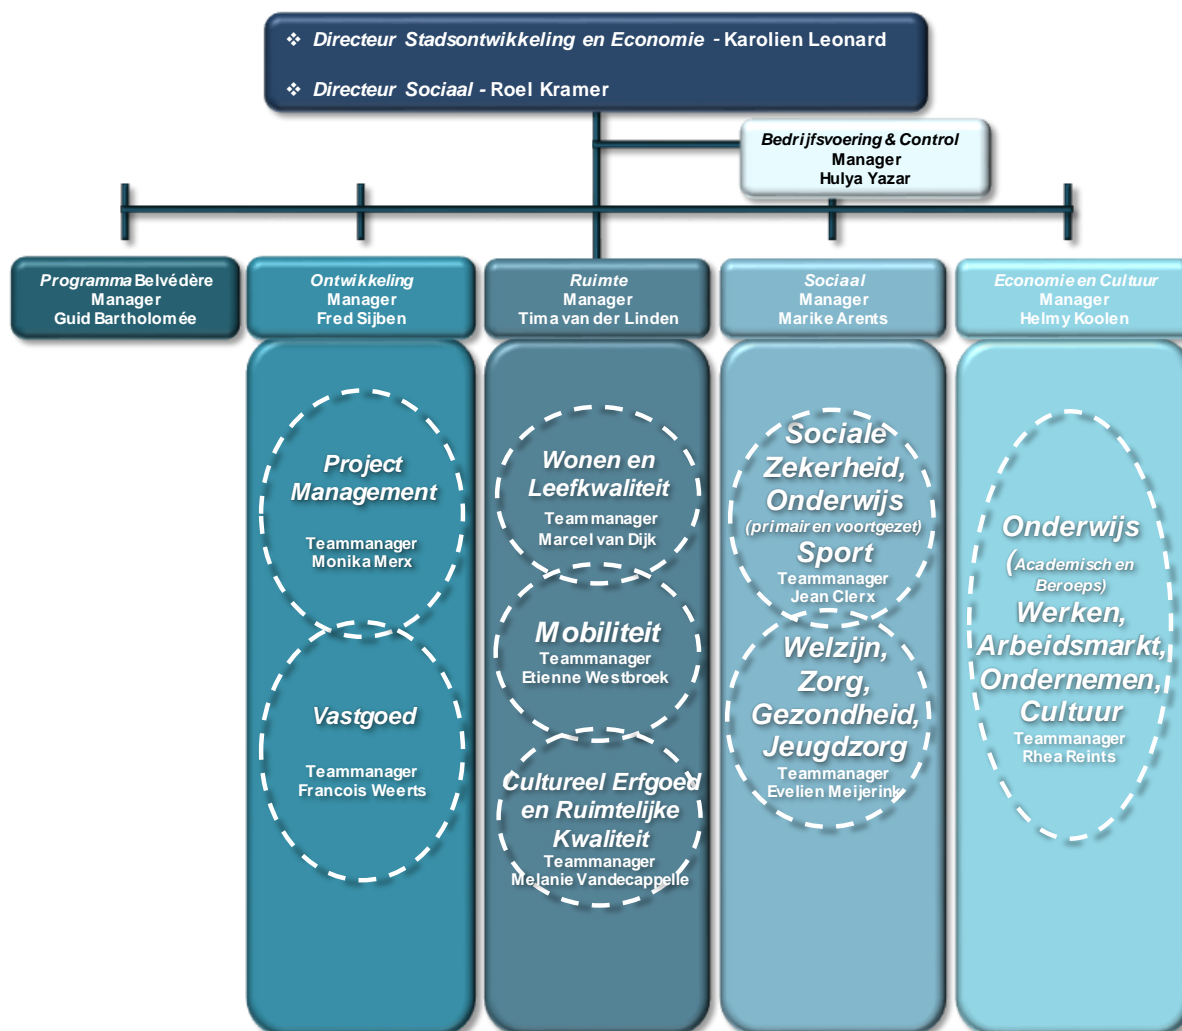 ❖ Directeur Stadsontwikkeling en Economie - Karolien Leonard
❖ Directeur Sociaal - Roel Kramer
Bedrijfsvoering & Control
Manager
Hulya Yazar
Programma Belvédère
Manager
Guid Bartholomée
Ontwikkeling
Manager
Fred Sijben
Ruimte
Manager
Tima van der Linden
Sociaal
Manager
Marike Arents
Economie en Cultuur
Manager
Helmy Koolen
Project
Management
Teammanager
Monika Merx
Vastgoed
Teammanager
Francois Weerts
Wonen en
Leefkwaliteit
Teammanager
Marcel van Dijk
Mobiliteit
Teammanager
Etienne Westbroek
Cultureel Erfgoed
en Ruimtelijke
Kwaliteit
Teammanager
Melanie Vandecappelle
Sociale
Zekerheid,
Onderwijs
(primair en voortgezet)
Sport
Teammanager
Jean Clerx
Welzijn,
Zorg,
Gezondheid,
Jeugdzorg
Teammanager
Evelien Meijerink
Onderwijs
(Academisch en
Beroeps)
Werken,
Arbeidsmarkt,
Ondernemen,
Cultuur
Teammanager
Rhea Reints